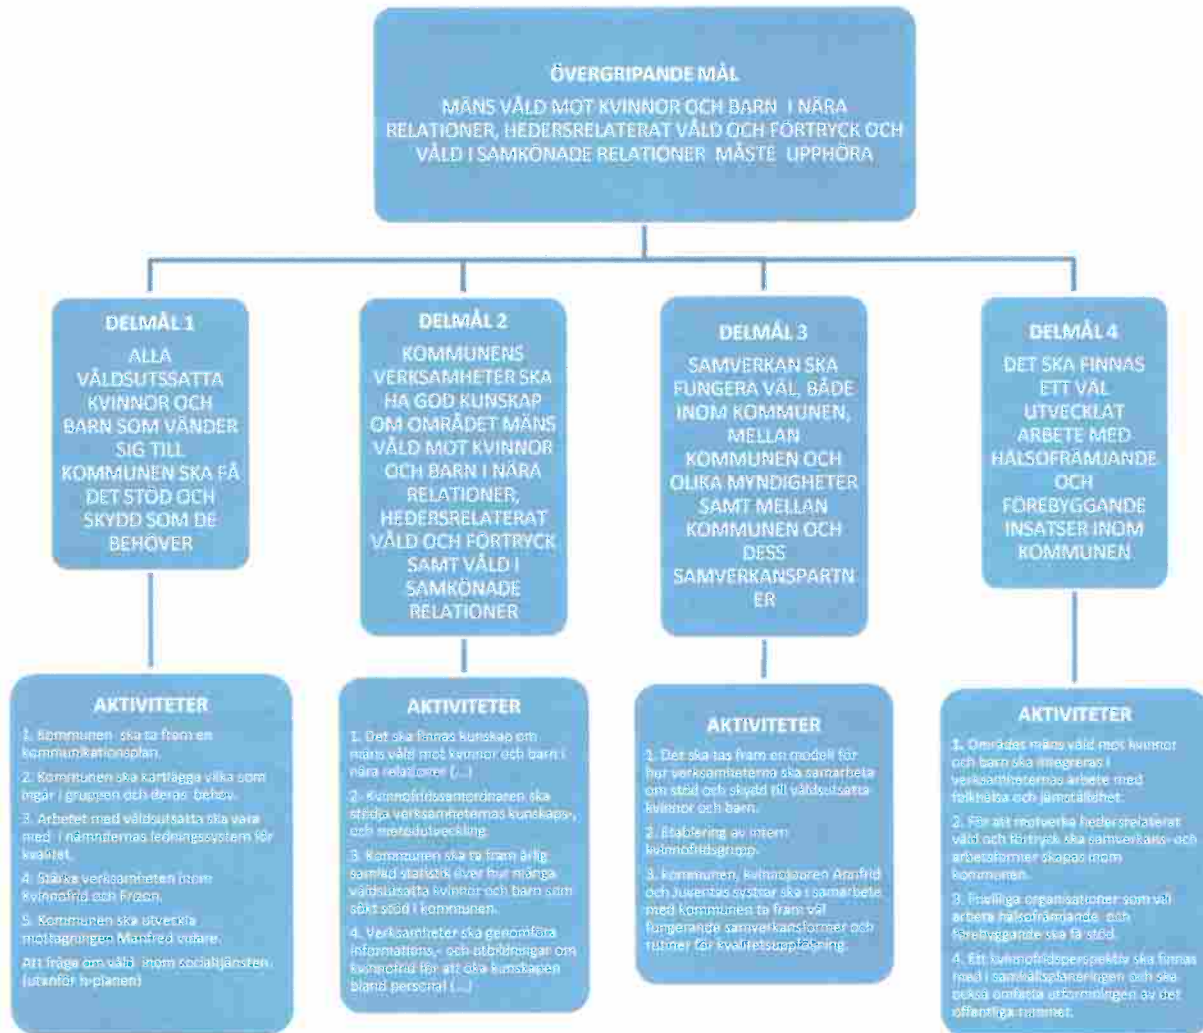 ÖVERGRIPANDE MÅL
MÄNS VÅLD MOT KVINNOR OCH BARN I NÄRA
RELATIONER, HEDERSRELATERAT VÅLD OCH FÖRTRYCK OCH
VÅLD I SAMKÖNADE RELATIONER MÅSTE UPPHÖRA
DELMÅL 1
ALLA
VÅLDSUTSSATTA
KVINNOR OCH
BARN SOM VÄNDER
SIG TILL
KOMMUNEN SKA FÅ
DET STÖD OCH
SKYDD SOM DE
BEHÖVER
DELMÅL 2
KOMMUNENS
VERKSAMHETER SKA
HA GOD KUNSKAP
OM OMRÅDET MÄNS
VÅLD MOT KVINNOR
OCH BARN I NÄRA
RELATIONER,
HEDERSRELATERAT
VÅLD OCH FÖRTRYCK
SAMT VÅLD I
SAMKÖNADE
RELATIONER
DELMÅL 3
SAMVERKAN SKA
FUNGERA VÄL, BÅDE
INOM KOMMUNEN,
MELLAN
KOMMUNEN OCH
OLIKA MYNDIGHETER
SAMT MELLAN
KOMMUNEN OCH
DESS
SAMVERKANSPARTN
ER
DELMÅL 4
DET SKA FINNAS
ETT VÄL
UTVECKLAT
ARBETE MED
HÄLSOFRÄMJANDE
OCH
FÖREBYGGANDE
INSATSER INOM
KOMMUNEN
AKTIVITETER
1. Kommunen ska ta fram en
kommunikationsplan.
2. Kommunen ska kartlägga vilka som
ingår i gruppen och deras behov.
3. Arbetet med våldsutsatta ska vara
med i nämndernas ledningssystem för
kvalitet.
4. Stärka verksamheten inom
Kvinnofrid och Frizon.
5. Kommunen ska utveckla
mottagningen Manfred vidare.
Att fråga om våld inom socialtjänsten
(utanför h-planen)
AKTIVITETER
1. Det ska finnas kunskap om
mäns våld mot kvinnor och barn i
nära relationer (...)
2. Kvinnofridssamordnaren ska
stödja verksamheternas kunskaps-,
och metodutveckling.
3. Kommunen ska ta fram årlig
samlad statistik över hur många
våldsutsatta kvinnor och barn som
sökt stöd i kommunen.
4. Verksamheter ska genomföra
informations,- och utbildningar om
kvinnofrid för att öka kunskapen
bland personal (...)
AKTIVITETER
1. Det ska tas fram en modell för
hur verksamheterna ska samarbeta
om stöd och skydd till våldsutsatta
kvinnor och barn.
2. Etablering av intern
kvinnofridsgrupp.
3. kommunen, kvinnojouren Annfrid
och Juventas systrar ska i samarbete
med kommunen ta fram väl
fungerande samverkansformer och
rutiner för kvalitetsuppföljning.
AKTIVITETER
1. Området mäns våld mot kvinnor
och barn ska integreras i
verksamheternas arbete med
folkhälsa och jämställdhet.
2. För att motverka hedersrelaterat
våld och förtryck ska samverkans- och
arbetsformer skapas inom
kommunen.
3. Frivilliga organisationer som vill
arbeta hälsofrämjande och
förebyggande ska få stöd.
4. Ett kvinnofridsperspektiv ska finnas
med i samhällsplaneringen och ska
också omfatta utformningen av det
offentliga rummet.